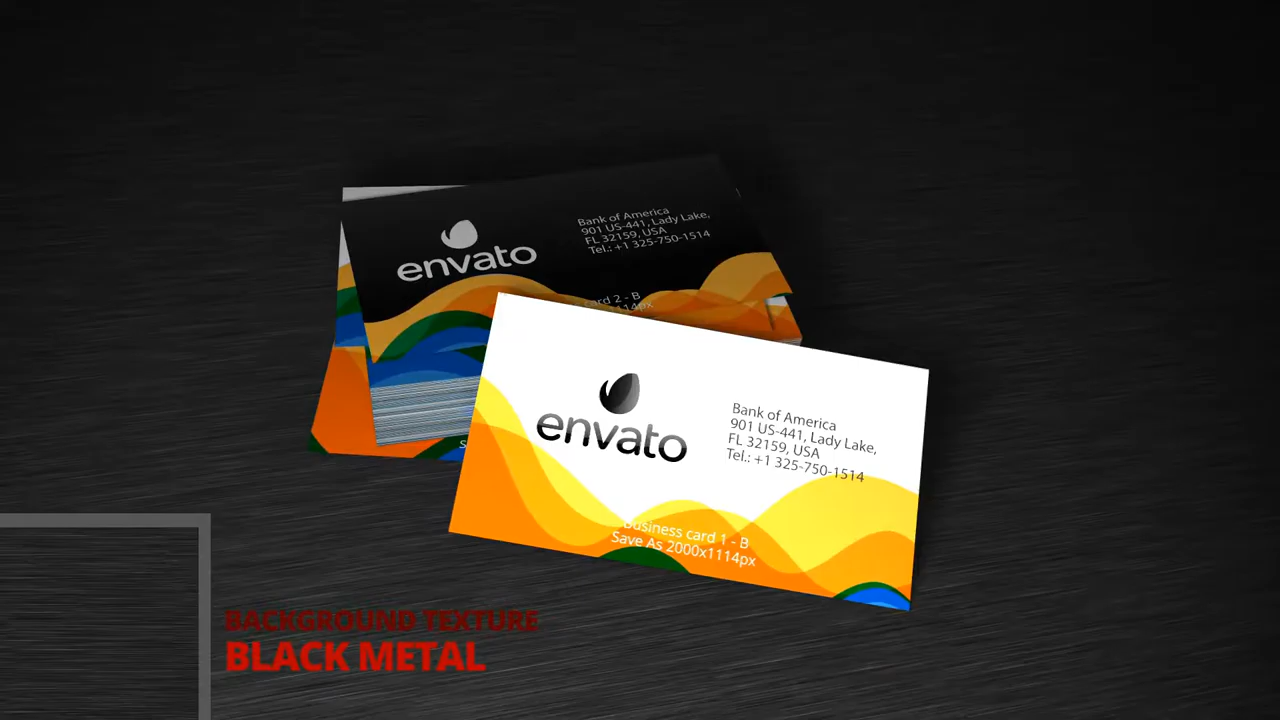 envato
Bank of America
901 US-441, Lady Lake,
FL 32159, USA
Tel.: +1 325-750-1514
card 2 - B
envato
Bank of America
901 US-441, Lady Lake,
FL 32159, USA
Tel.: +1 325-750-1514
Business card 1 - B
Save As 2000x1114px
BACKGROUND TEXTURE
BLACK METAL